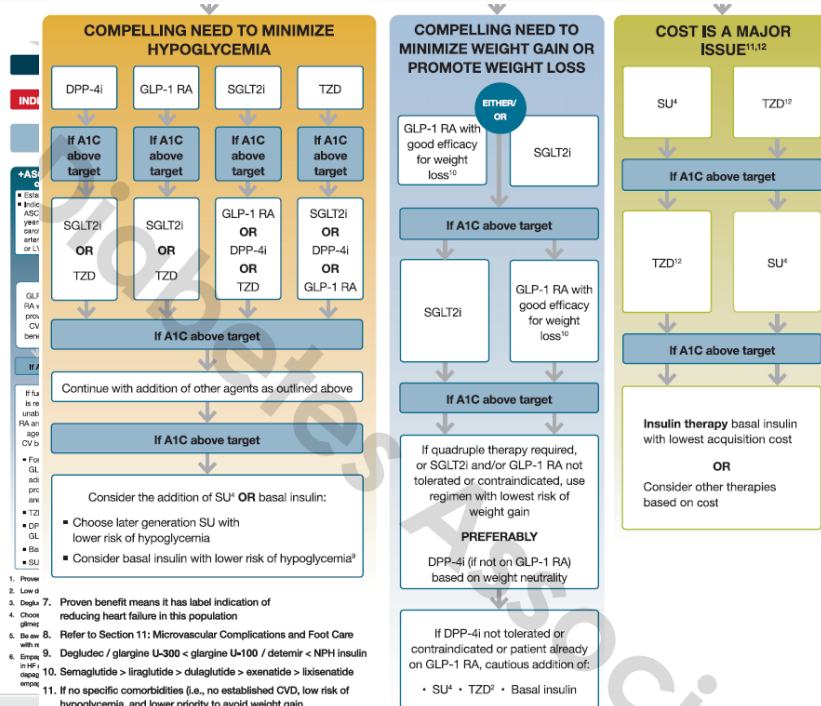 COMPELLING NEED TO MINIMIZE
HYPOGLYCEMIA
DPP-4i
GLP-1 RA
SGLT2i
TZD
If A1C
above
target
If A1C
above
target
If A1C
above
target
If A1C
above
target
SGLT2i
OR
TZD
SGLT2i
OR
TZD
GLP-1 RA
OR
DPP-4i
OR
TZD
SGLT2i
OR
DPP-4i
OR
GLP-1 RA
If A1C above target
Continue with addition of other agents as outlined above
If A1C above target
Consider the addition of SU⁴ OR basal insulin:
▪ Choose later generation SU with
lower risk of hypoglycemia
▪ Consider basal insulin with lower risk of hypoglycemia⁹
COMPELLING NEED TO
MINIMIZE WEIGHT GAIN OR
PROMOTE WEIGHT LOSS
EITHER/
OR
GLP-1 RA with
good efficacy
for weight
loss¹⁰
SGLT2i
If A1C above target
SGLT2i
GLP-1 RA with
good efficacy
for weight
loss¹⁰
If A1C above target
If quadruple therapy required,
or SGLT2i and/or GLP-1 RA not
tolerated or contraindicated, use
regimen with lowest risk of
weight gain
PREFERABLY
DPP-4i (if not on GLP-1 RA)
based on weight neutrality
If DPP-4i not tolerated or
contraindicated or patient already
on GLP-1 RA, cautious addition of:
• SU⁴ • TZD² • Basal insulin
COST IS A MAJOR
ISSUE¹¹,¹²
SU⁴
TZD¹²
If A1C above target
TZD¹²
SU⁴
If A1C above target
Insulin therapy basal insulin
with lowest acquisition cost
OR
Consider other therapies
based on cost
7. Proven benefit means it has label indication of
reducing heart failure in this population
8. Refer to Section 11: Microvascular Complications and Foot Care
9. Degludec / glargine U-300 < glargine U-100 / detemir < NPH insulin
10. Semaglutide > liraglutide > dulaglutide > exenatide > lixisenatide
11. If no specific comorbidities (i.e., no established CVD, low risk of
hypoglycemia, and lower priority to avoid weight gain
Diabetes Associ